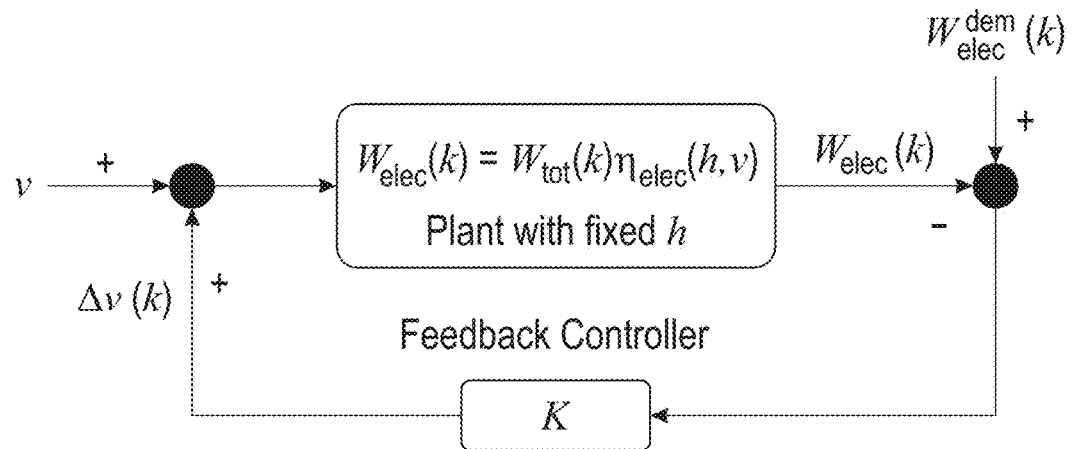 W_elec^dem (k)
+
+
W_elec(k) = W_tot(k)η_elec(h, v)
W_elec(k)
v
Plant with fixed h
–
Δv (k)
+
Feedback Controller
K